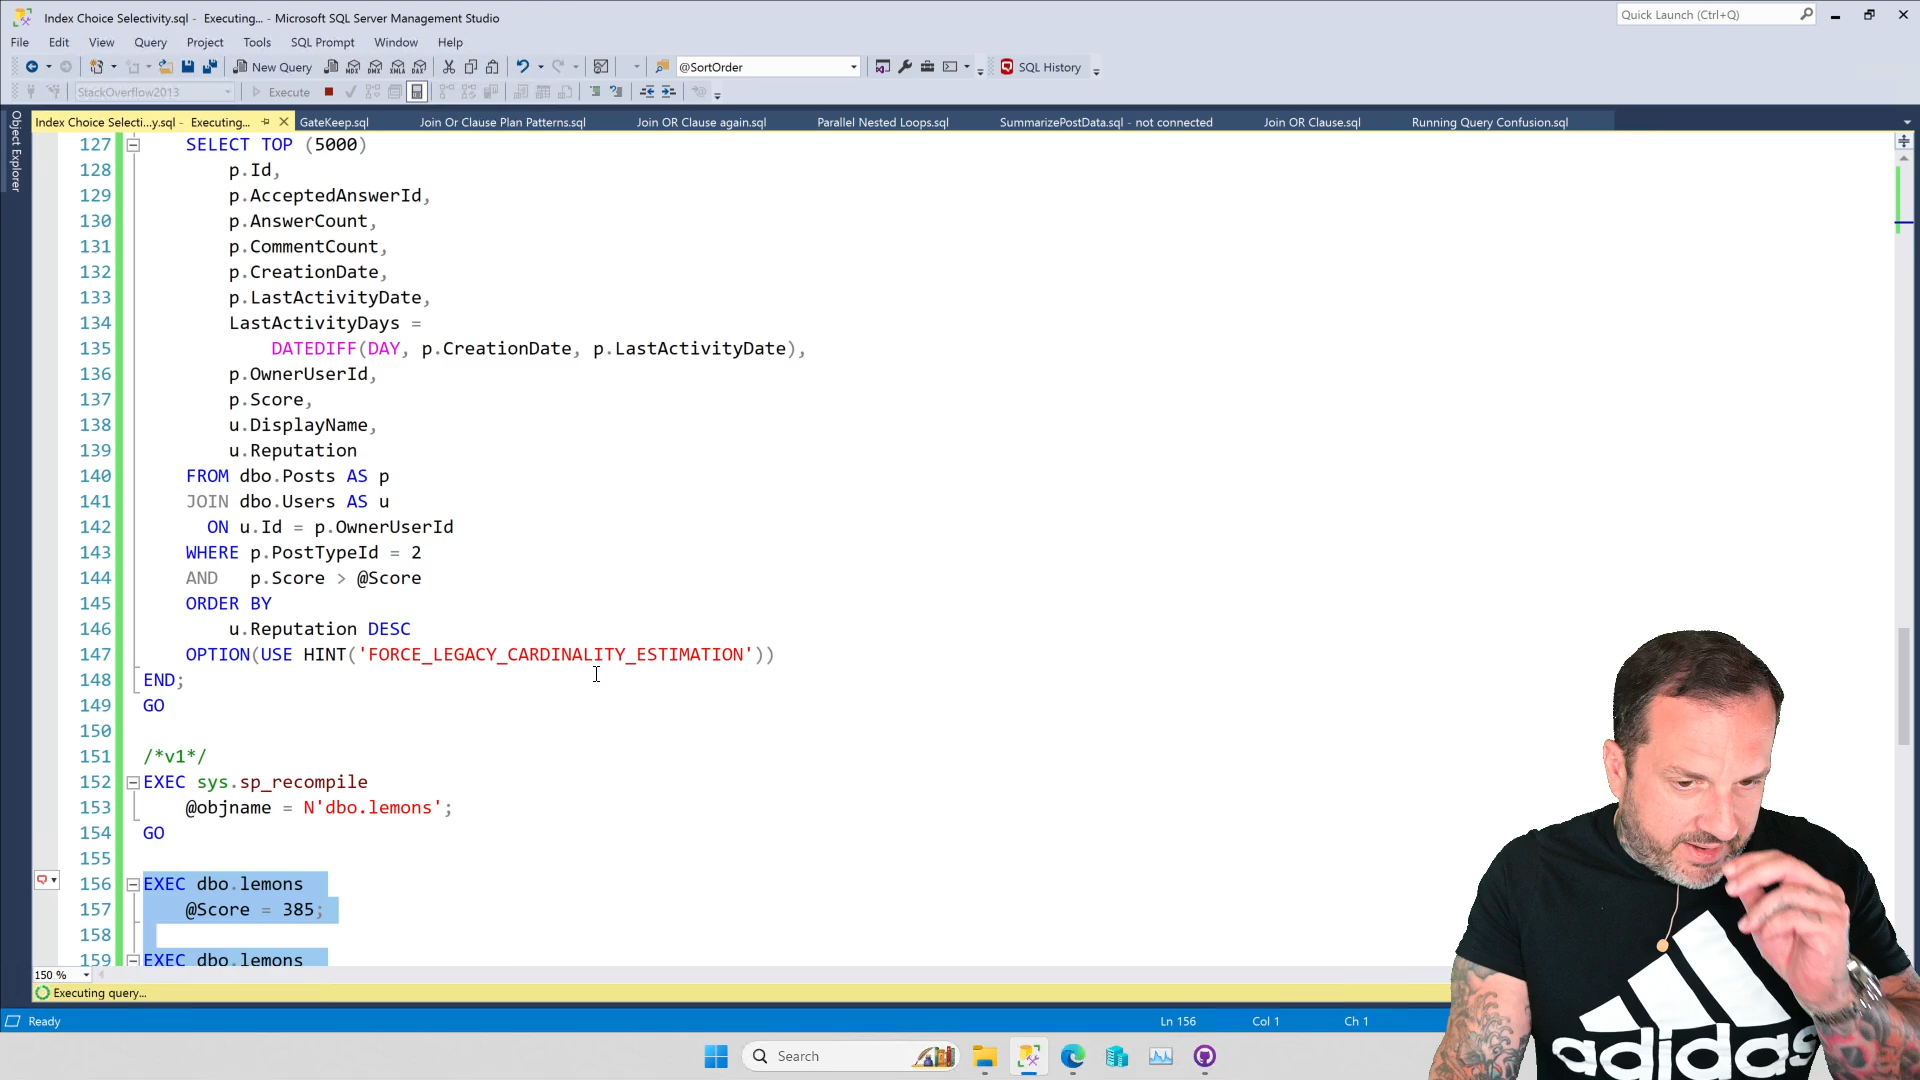 Index Choice Selectivity.sql - Executing... - Microsoft SQL Server Management Studio
Quick Launch (Ctrl+Q)
File Edit View Query Project Tools SQL Prompt Window Help
New Query MDX DMX XMLA DAX @SortOrder SQL History
StackOverflow2013 Execute
Index Choice Selecti...y.sql - Executing... GateKeep.sql Join Or Clause Plan Patterns.sql Join OR Clause again.sql Parallel Nested Loops.sql SummarizePostData.sql - not connected Join OR Clause.sql Running Query Confusion.sql
Object Explorer
127 SELECT TOP (5000)
128 p.Id,
129 p.AcceptedAnswerId,
130 p.AnswerCount,
131 p.CommentCount,
132 p.CreationDate,
133 p.LastActivityDate,
134 LastActivityDays =
135 DATEDIFF(DAY, p.CreationDate, p.LastActivityDate),
136 p.OwnerUserId,
137 p.Score,
138 u.DisplayName,
139 u.Reputation
140 FROM dbo.Posts AS p
141 JOIN dbo.Users AS u
142 ON u.Id = p.OwnerUserId
143 WHERE p.PostTypeId = 2
144 AND p.Score > @Score
145 ORDER BY
146 u.Reputation DESC
147 OPTION(USE HINT('FORCE_LEGACY_CARDINALITY_ESTIMATION'))
148 END;
149 GO
150
151 /*v1*/
152 EXEC sys.sp_recompile
153 @objname = N'dbo.lemons';
154 GO
155
156 EXEC dbo.lemons
157 @Score = 385;
158
159 EXEC dbo.lemons
150 %
Executing query...
Ready Ln 156 Col 1 Ch 1
Search
adidas